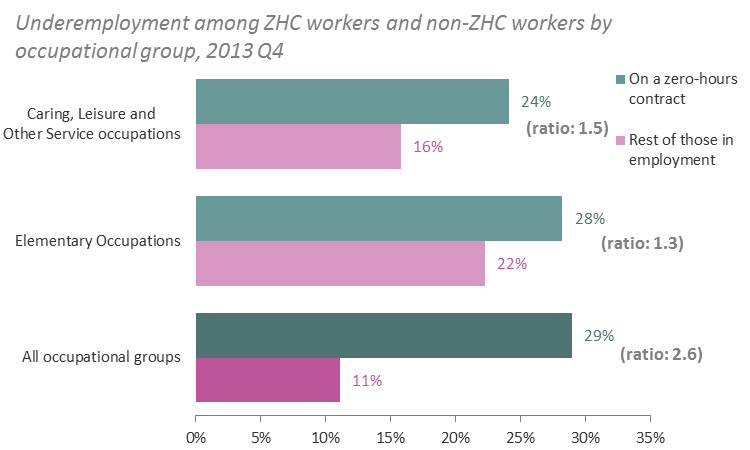 Underemployment among ZHC workers and non-ZHC workers by
occupational group, 2013 Q4
On a zero-hours
contract
Rest of those in
employment
Caring, Leisure and
Other Service occupations
24%
(ratio: 1.5)
16%
Elementary Occupations
28%
(ratio: 1.3)
22%
All occupational groups
29%
(ratio: 2.6)
11%
0% 5% 10% 15% 20% 25% 30% 35%